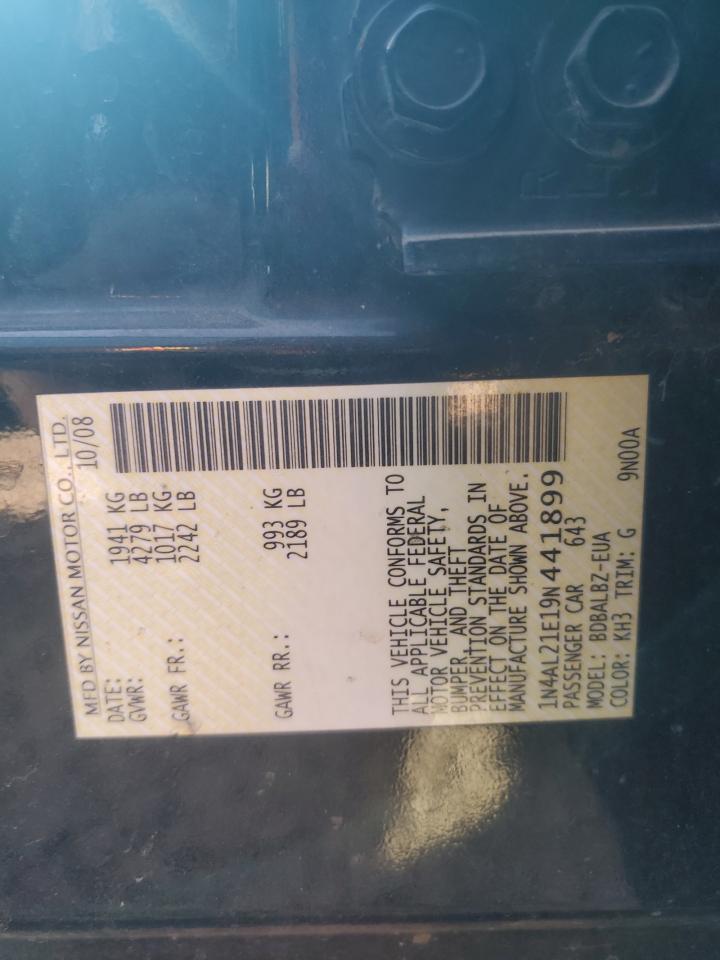 MFD BY NISSAN MOTOR CO., LTD.
DATE: 10/08
GVWR: 1941 KG
4279 LB
GAWR FR.: 1017 KG
2242 LB
GAWR RR.: 993 KG
2189 LB
THIS VEHICLE CONFORMS TO
ALL APPLICABLE FEDERAL
MOTOR VEHICLE SAFETY,
BUMPER, AND THEFT
PREVENTION STANDARDS IN
EFFECT ON THE DATE OF
MANUFACTURE SHOWN ABOVE.
1N4AL21E19N441899
PASSENGER CAR 643
MODEL: BDBALBZ-EUA
COLOR: KH3 TRIM: G 9N00A